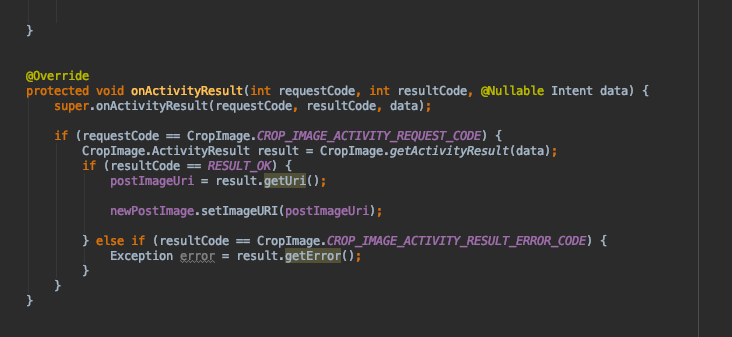 }
@Override
protected void onActivityResult(int requestCode, int resultCode, @Nullable Intent data) {
super.onActivityResult(requestCode, resultCode, data);
if (requestCode == CropImage.CROP_IMAGE_ACTIVITY_REQUEST_CODE) {
CropImage.ActivityResult result = CropImage.getActivityResult(data);
if (resultCode == RESULT_OK) {
postImageUri = result.getUri();
newPostImage.setImageURI(postImageUri);
} else if (resultCode == CropImage.CROP_IMAGE_ACTIVITY_RESULT_ERROR_CODE) {
Exception error = result.getError();
}
}
}